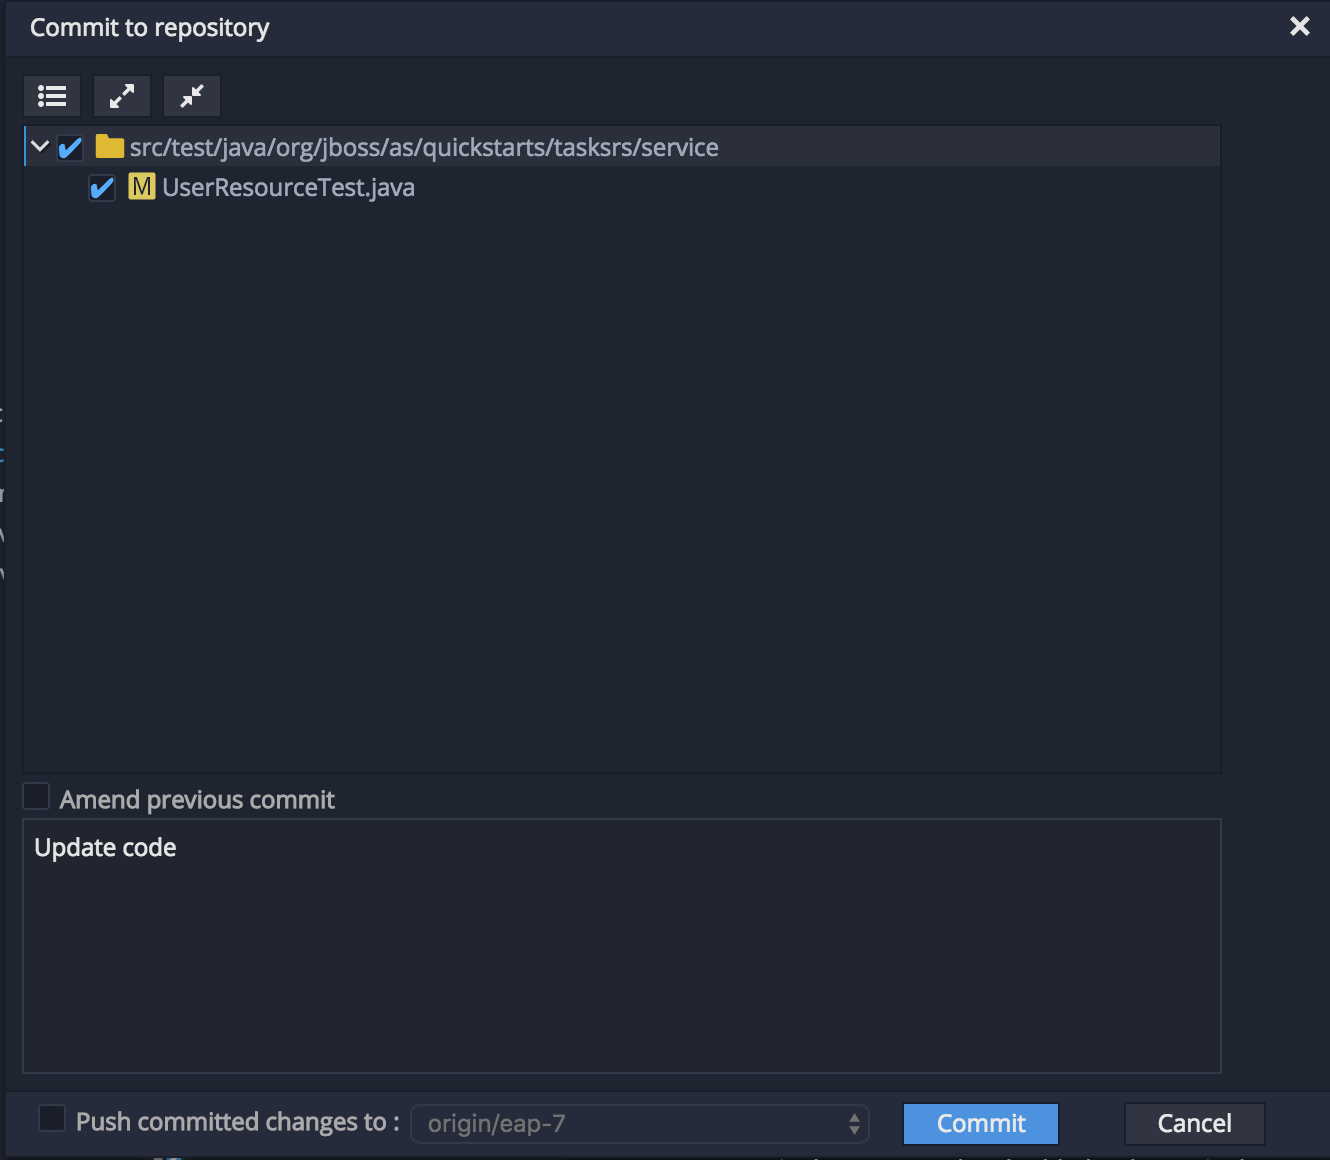 Commit to repository
src/test/java/org/jboss/as/quickstarts/tasksrs/service
M UserResourceTest.java
Amend previous commit
Update code
Push committed changes to :
origin/eap-7
Commit
Cancel